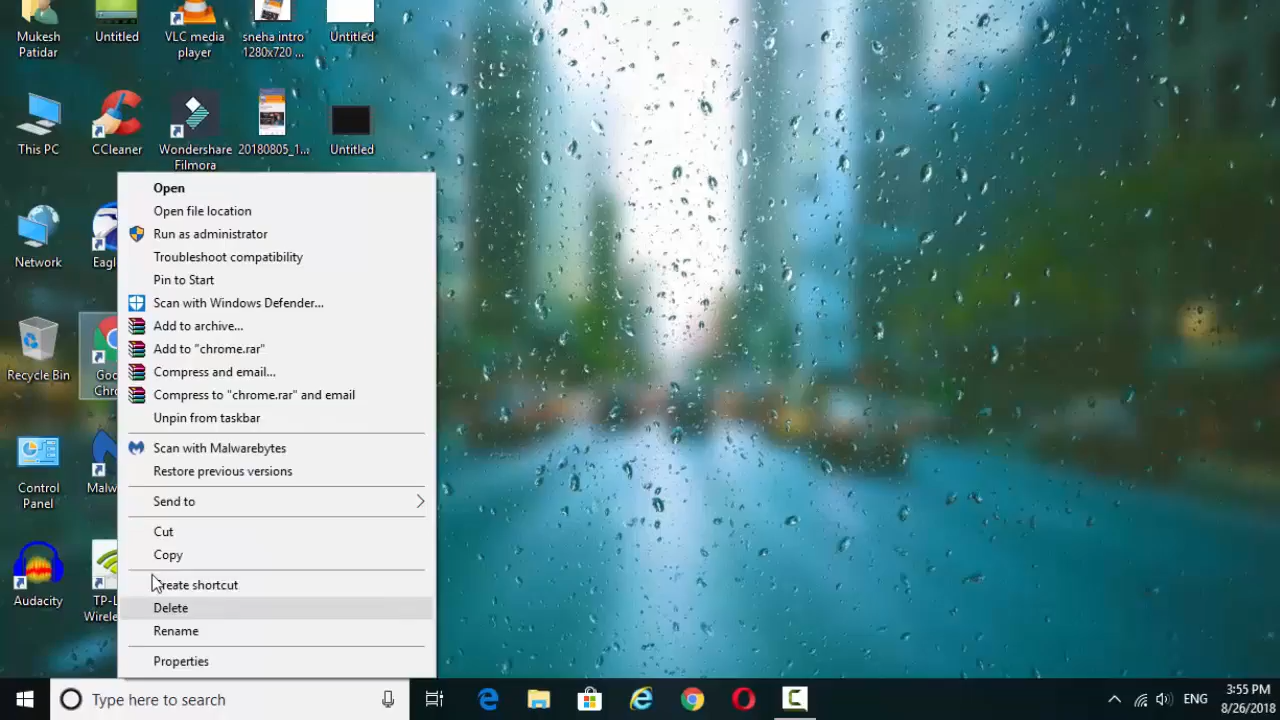 Mukesh
Patidar
Untitled
VLC media
player
sneha intro
1280x720 ...
Untitled
This PC
CCleaner
Wondershare
Filmora
20180805_1...
Untitled
Network
Eagl
Recycle Bin
Goo
Chro
Control
Panel
Malw
Audacity
TP-L
Wirele
Open
Open file location
Run as administrator
Troubleshoot compatibility
Pin to Start
Scan with Windows Defender...
Add to archive...
Add to "chrome.rar"
Compress and email...
Compress to "chrome.rar" and email
Unpin from taskbar
Scan with Malwarebytes
Restore previous versions
Send to
Cut
Copy
Create shortcut
Delete
Rename
Properties
Type here to search
ENG
3:55 PM
8/26/2018